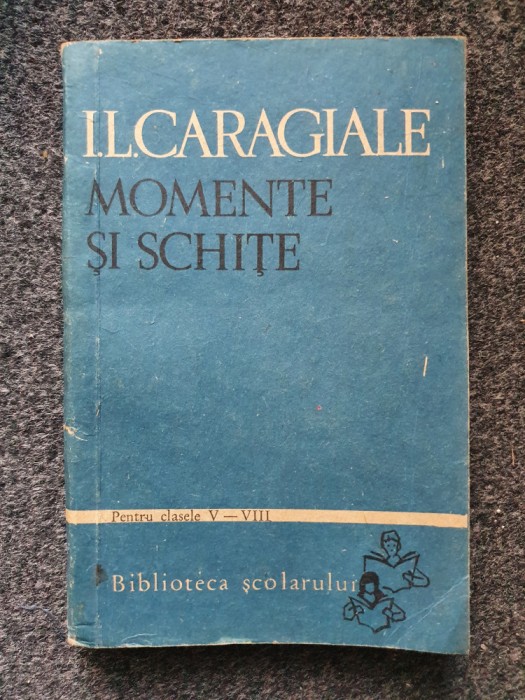 I.L.CARAGIALE
MOMENTE
ŞI SCHIŢE
Pentru clasele V — VIII
Biblioteca şcolarului